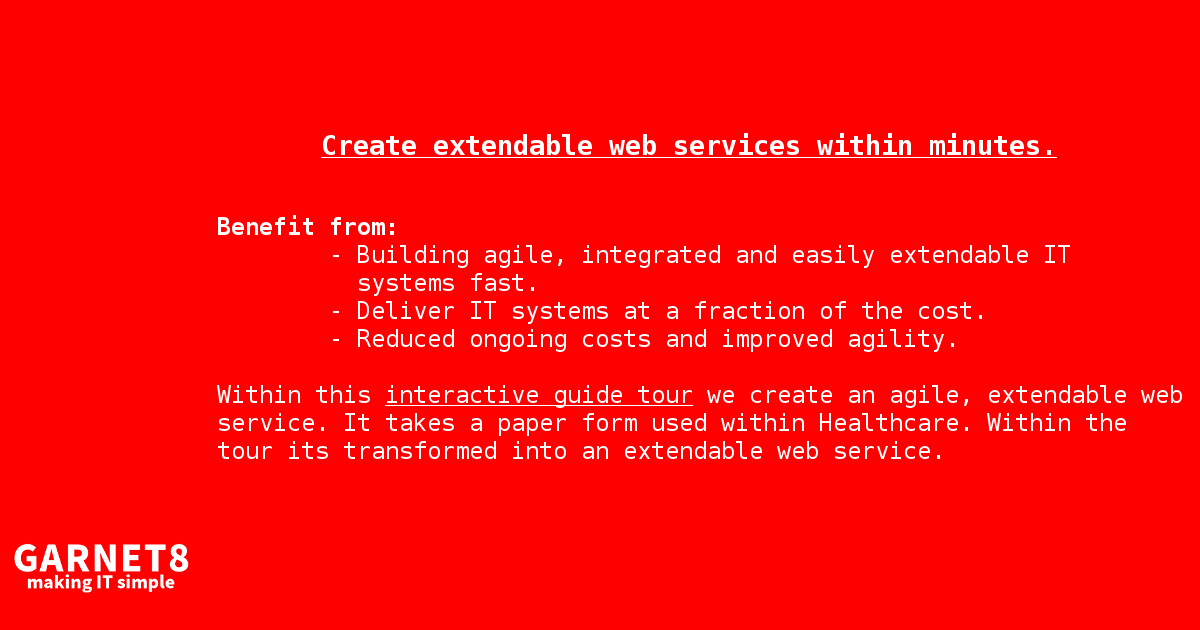 Create extendable web services within minutes.
Benefit from:
- Building agile, integrated and easily extendable IT
systems fast.
- Deliver IT systems at a fraction of the cost.
- Reduced ongoing costs and improved agility.
Within this interactive guide tour we create an agile, extendable web
service. It takes a paper form used within Healthcare. Within the
tour its transformed into an extendable web service.
GARNET8
making IT simple